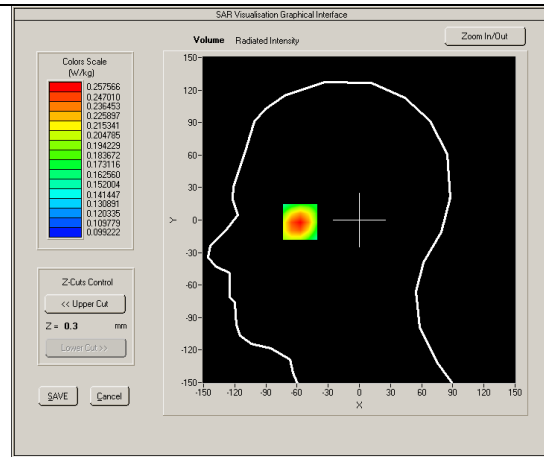 SAR Visualisation Graphical Interface
Volume Radiated Intensity
Zoom In/Out
Colors Scale
(W/kg)
0.257566
0.247010
0.236453
0.225897
0.215341
0.204785
0.194229
0.183672
0.173116
0.162560
0.152004
0.141447
0.130891
0.120335
0.109779
0.099222
Z-Cuts Control
<< Upper Cut
Z = 0.3 mm
Lower Cut >>
SAVE Cancel
150
120
90
60
30
0
-30
-60
-90
-120
-150
Y
-150 -120 -90 -60 -30 0 30 60 90 120 150
X